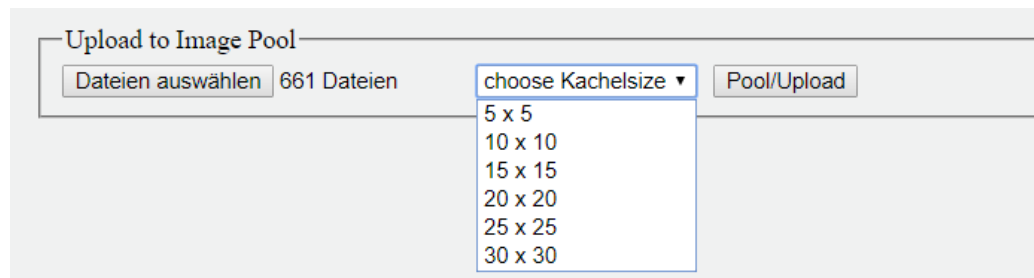 Upload to Image Pool
Dateien auswählen 661 Dateien choose Kachelsize Pool/Upload
5 x 5
10 x 10
15 x 15
20 x 20
25 x 25
30 x 30